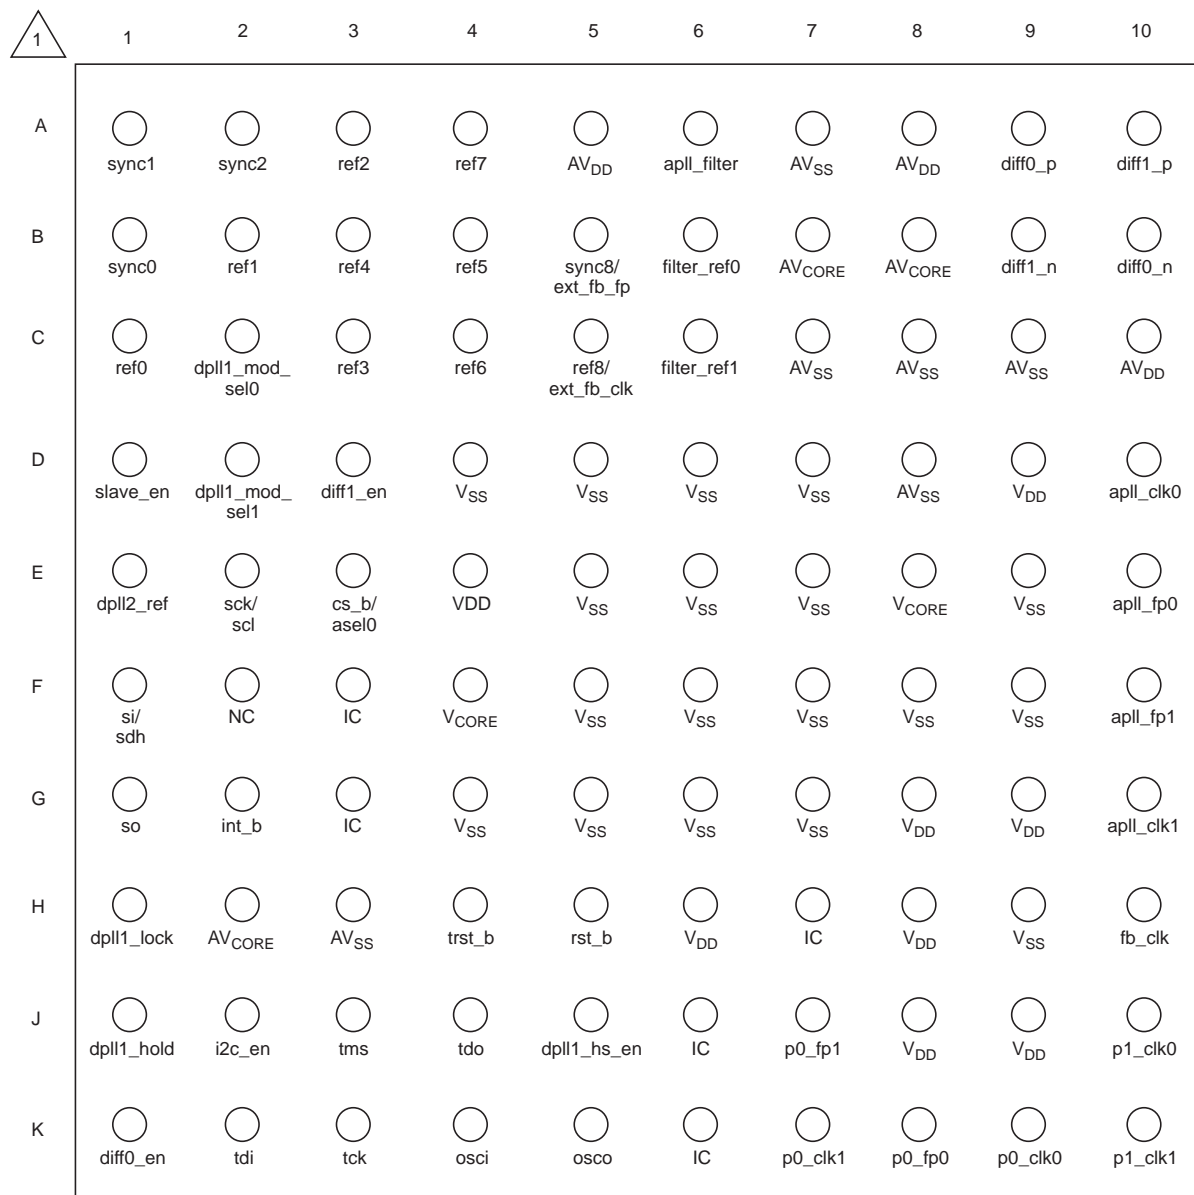 1 1 2 3 4 5 6 7 8 9 10
A
sync1 sync2 ref2 ref7 AVDD apll_filter AVSS AVDD diff0_p diff1_p
B
sync0 ref1 ref4 ref5 sync8/ filter_ref0 AVCORE AVCORE diff1_n diff0_n
ext_fb_fp
C
ref0 dpll1_mod_ ref3 ref6 ref8/ filter_ref1 AVSS AVSS AVSS AVDD
sel0 ext_fb_clk
D
slave_en dpll1_mod_ diff1_en VSS VSS VSS VSS AVSS VDD apll_clk0
sel1
E
dpll2_ref sck/ cs_b/ VDD VSS VSS VSS VCORE VSS apll_fp0
scl asel0
F
si/ NC IC VCORE VSS VSS VSS VSS VSS apll_fp1
sdh
G
so int_b IC VSS VSS VSS VSS VDD VDD apll_clk1
H
dpll1_lock AVCORE AVSS trst_b rst_b VDD IC VDD VSS fb_clk
J
dpll1_hold i2c_en tms tdo dpll1_hs_en IC p0_fp1 VDD VDD p1_clk0
K
diff0_en tdi tck osci osco IC p0_clk1 p0_fp0 p0_clk0 p1_clk1